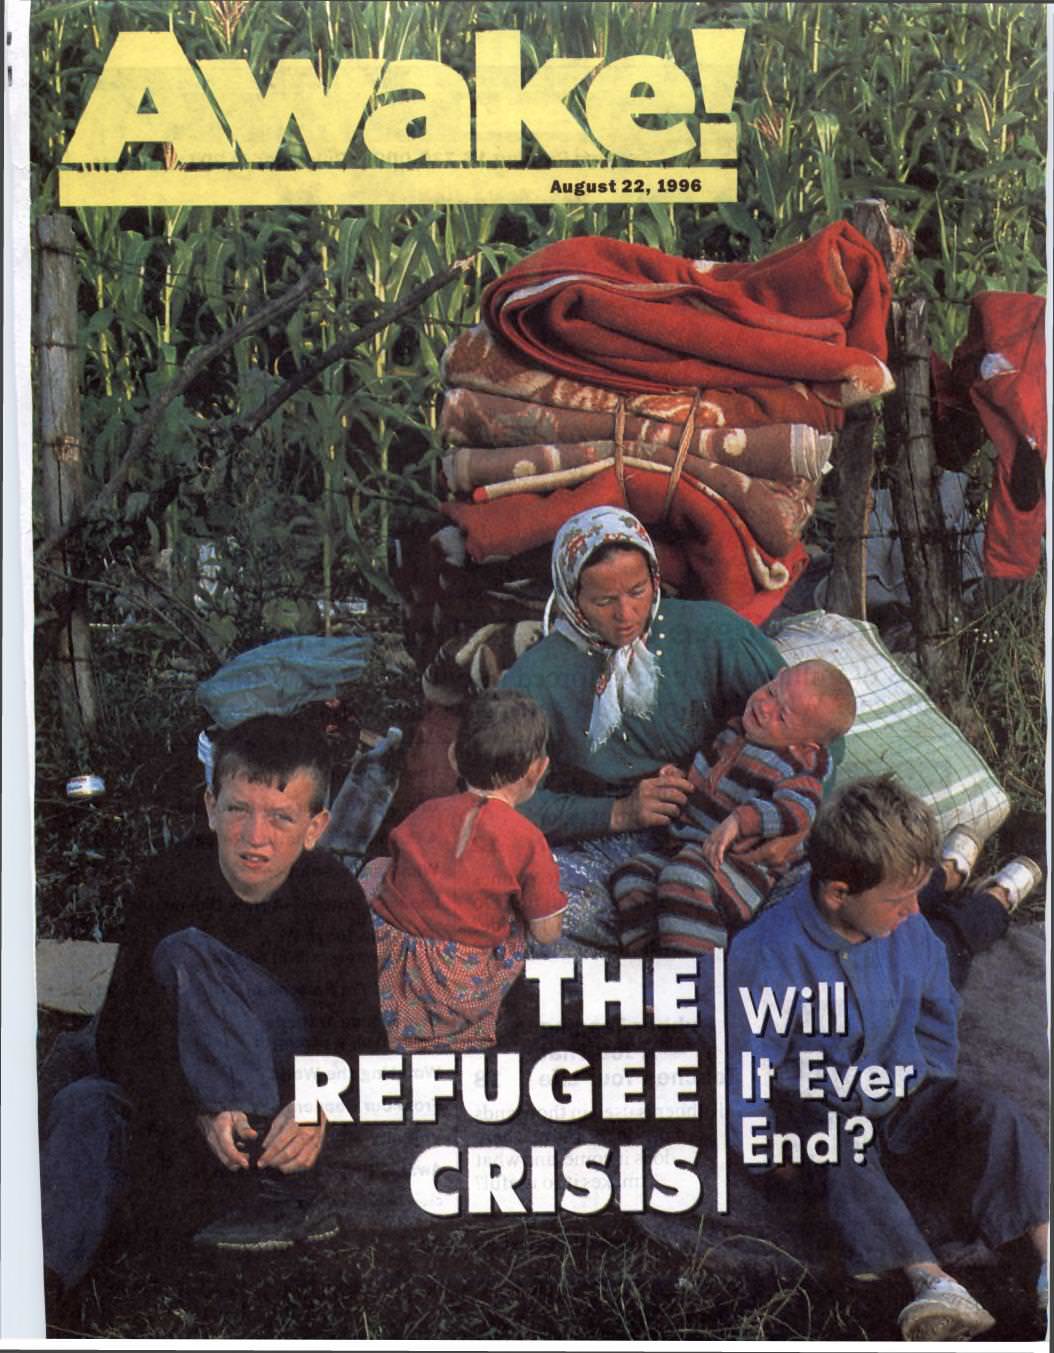 Awake!
August 22, 1996
THE
REFUGEE
CRISIS
Will
It Ever
End?